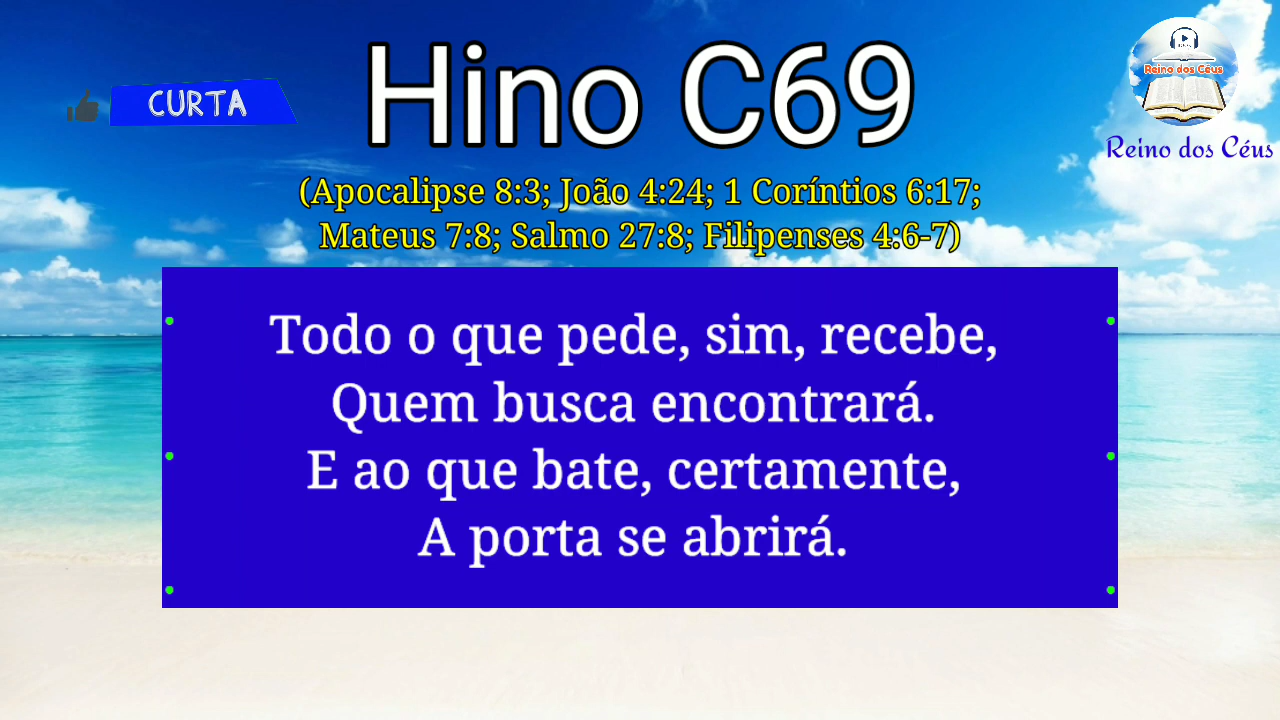 Hino C69
CURTA
Reino dos Céus
Reino dos Céus
(Apocalipse 8:3; João 4:24; 1 Coríntios 6:17;
Mateus 7:8; Salmo 27:8; Filipenses 4:6-7)
Todo o que pede, sim, recebe,
Quem busca encontrará.
E ao que bate, certamente,
A porta se abrirá.